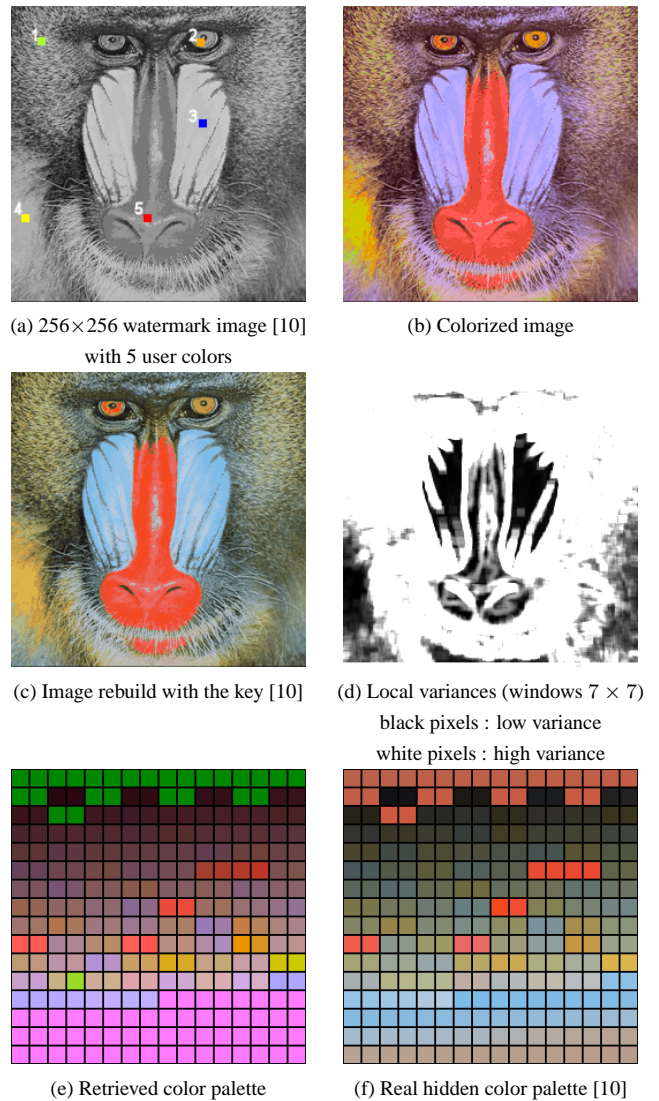 1
2
3
4
5
(a) 256×256 watermark image [10]
with 5 user colors
(b) Colorized image
(c) Image rebuild with the key [10]
(d) Local variances (windows 7 × 7)
black pixels : low variance
white pixels : high variance
(e) Retrieved color palette
(f) Real hidden color palette [10]